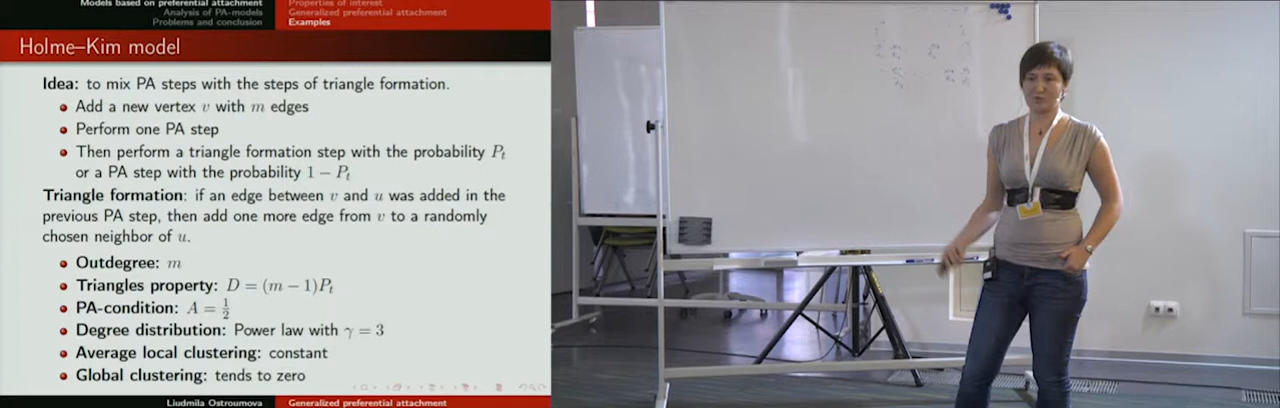 Models based on preferential attachment
Analysis of PA-models
Problems and conclusion
Properties of interest
Generalized preferential attachment
Examples
Holme–Kim model
Idea: to mix PA steps with the steps of triangle formation.
Add a new vertex v with m edges
Perform one PA step
Then perform a triangle formation step with the probability Pₜ
or a PA step with the probability 1 − Pₜ
Triangle formation: if an edge between v and u was added in the
previous PA step, then add one more edge from v to a randomly
chosen neighbor of u.
Outdegree: m
Triangles property: D = (m − 1)Pₜ
PA-condition: A = 1/2
Degree distribution: Power law with γ = 3
Average local clustering: constant
Global clustering: tends to zero
Liudmila Ostroumova
Generalized preferential attachment